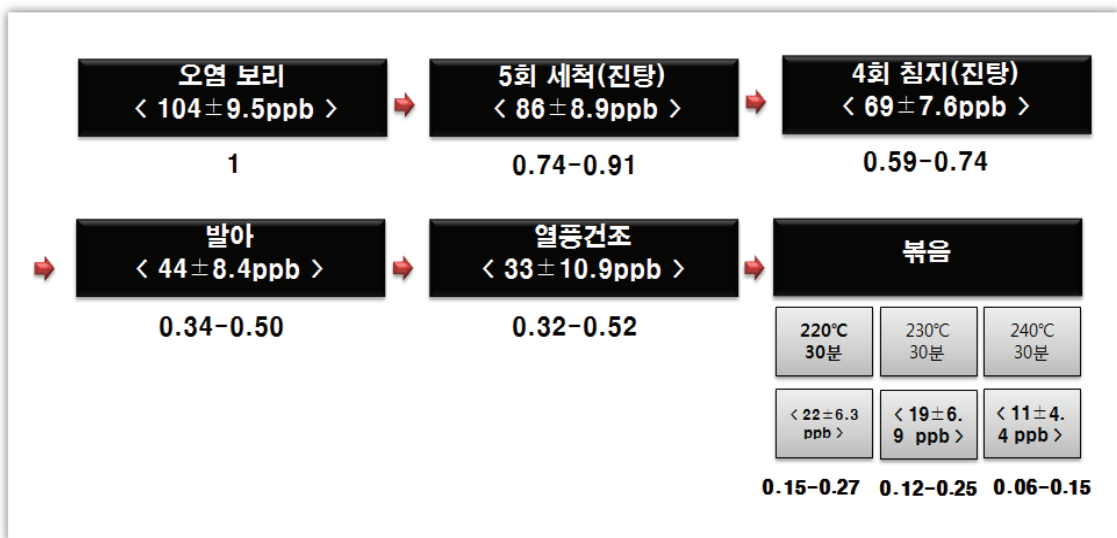 오염 보리
< 104±9.5ppb >
1
5회 세척(진탕)
< 86±8.9ppb >
0.74-0.91
4회 침지(진탕)
< 69±7.6ppb >
0.59-0.74
발아
< 44±8.4ppb >
0.34-0.50
열풍건조
< 33±10.9ppb >
0.32-0.52
볶음
220℃
30분
230℃
30분
240℃
30분
< 22±6.3
ppb >
< 19±6.
9 ppb >
< 11±4.
4 ppb >
0.15-0.27
0.12-0.25
0.06-0.15